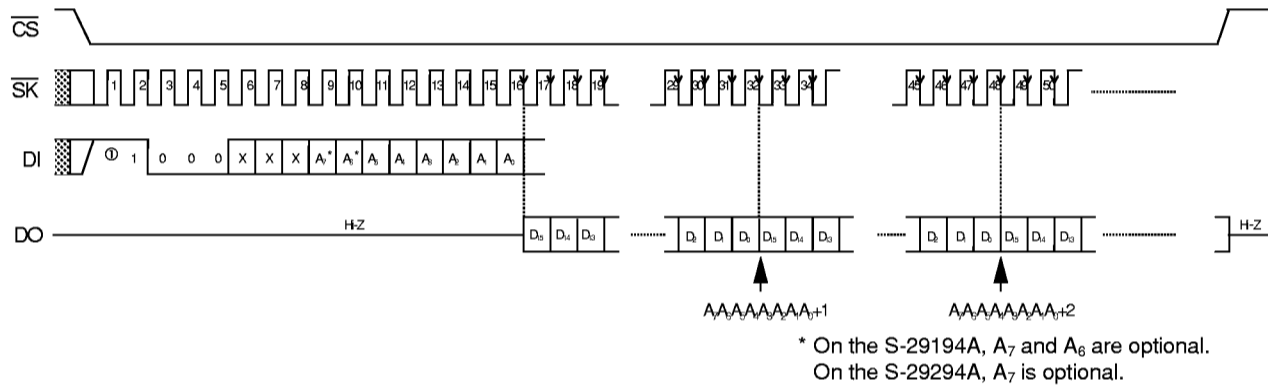 CS
SK 1 2 3 4 5 6 7 8 9 10 11 12 13 14 15 16 17 18 19 29 30 31 32 33 34 45 46 47 48 49 50
DI ① 1 0 0 0 X X X A7* A6* A5 A4 A3 A2 A1 A0
Hi-Z
DO D15 D14 D13 D2 D1 D0 D15 D14 D13 D2 D1 D0 D15 D14 D13 Hi-Z
A7A6A5A4A3A2A1A0+1 A7A6A5A4A3A2A1A0+2
* On the S-29194A, A7 and A6 are optional.
On the S-29294A, A7 is optional.